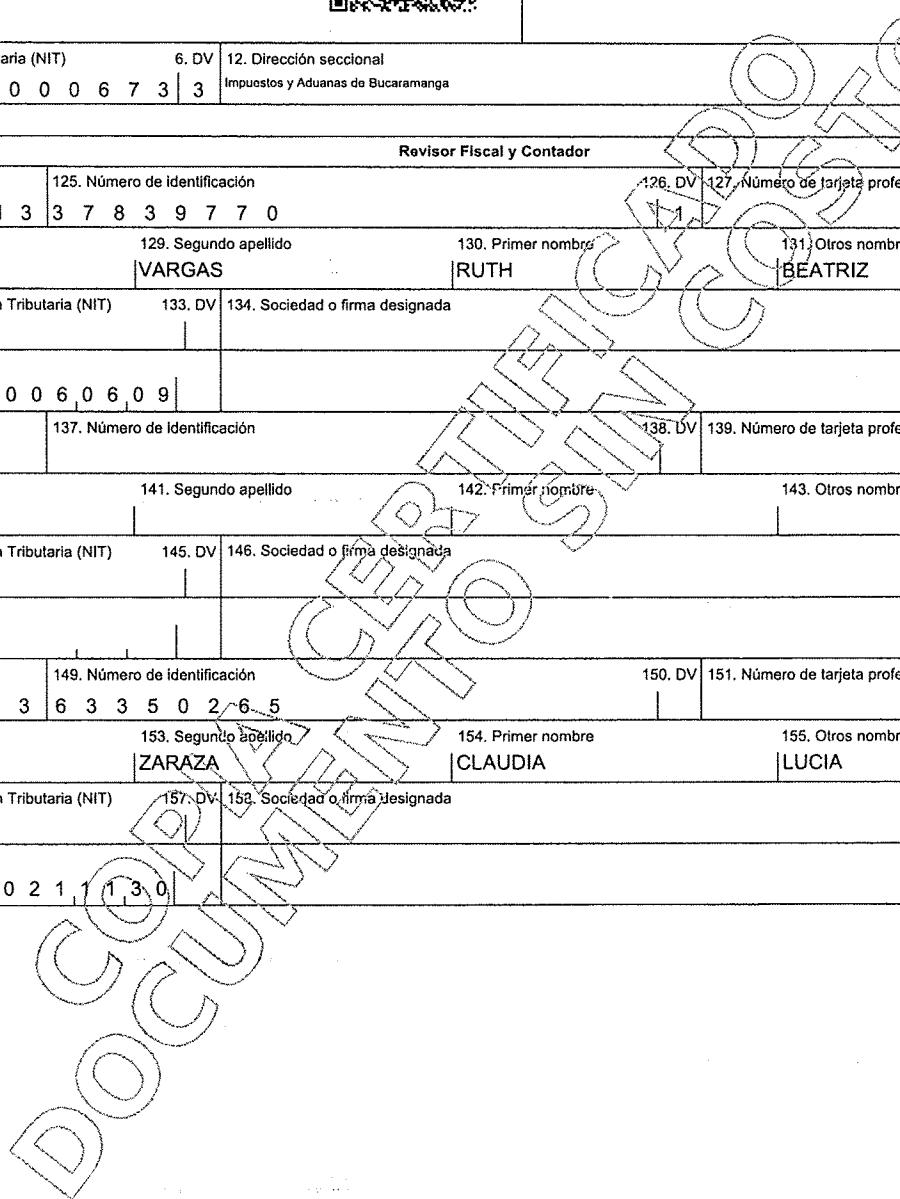 aria (NIT) 6. DV 12. Dirección seccional
0 0 0 0 6 7 3 3 Impuestos y Aduanas de Bucaramanga
Revisor Fiscal y Contador
125. Número de identificación 126. DV 127. Número de tarjeta profe
1 3 3 7 8 3 9 7 7 0 1
129. Segundo apellido 130. Primer nombre 131. Otros nombr
VARGAS RUTH BEATRIZ
Tributaria (NIT) 133. DV 134. Sociedad o firma designada
0 0 6 0 6 0 9
137. Número de identificación 138. DV 139. Número de tarjeta profe
141. Segundo apellido 142. Primer nombre 143. Otros nombr
Tributaria (NIT) 145. DV 146. Sociedad o firma designada
149. Número de identificación 150. DV 151. Número de tarjeta profe
3 6 3 3 5 0 2 6 5
153. Segundo apellido 154. Primer nombre 155. Otros nombr
ZARAZA CLAUDIA LUCIA
Tributaria (NIT) 157. DV 158. Sociedad o firma designada
0 2 1 1 1 3 0
COPIA CERTIFICADO
DOCUMENTO SIN COSTO